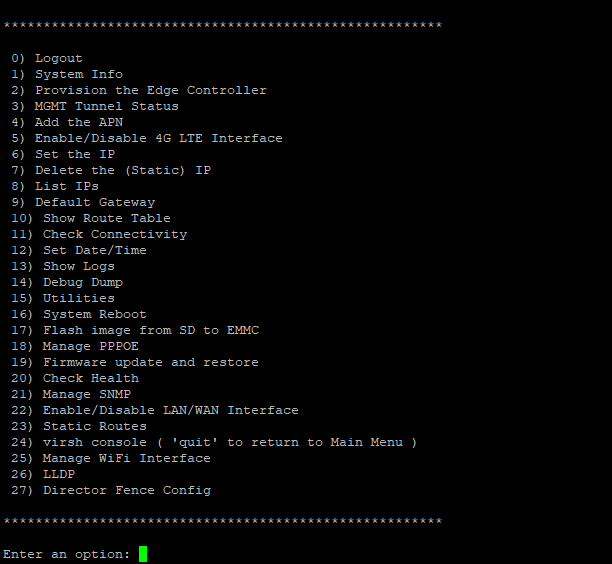 *******************************************************
0) Logout
1) System Info
2) Provision the Edge Controller
3) MGMT Tunnel Status
4) Add the APN
5) Enable/Disable 4G LTE Interface
6) Set the IP
7) Delete the (Static) IP
8) List IPs
9) Default Gateway
10) Show Route Table
11) Check Connectivity
12) Set Date/Time
13) Show Logs
14) Debug Dump
15) Utilities
16) System Reboot
17) Flash image from SD to EMMC
18) Manage PPPOE
19) Firmware update and restore
20) Check Health
21) Manage SNMP
22) Enable/Disable LAN/WAN Interface
23) Static Routes
24) virsh console ( 'quit' to return to Main Menu )
25) Manage WiFi Interface
26) LLDP
27) Director Fence Config
*******************************************************
Enter an option: